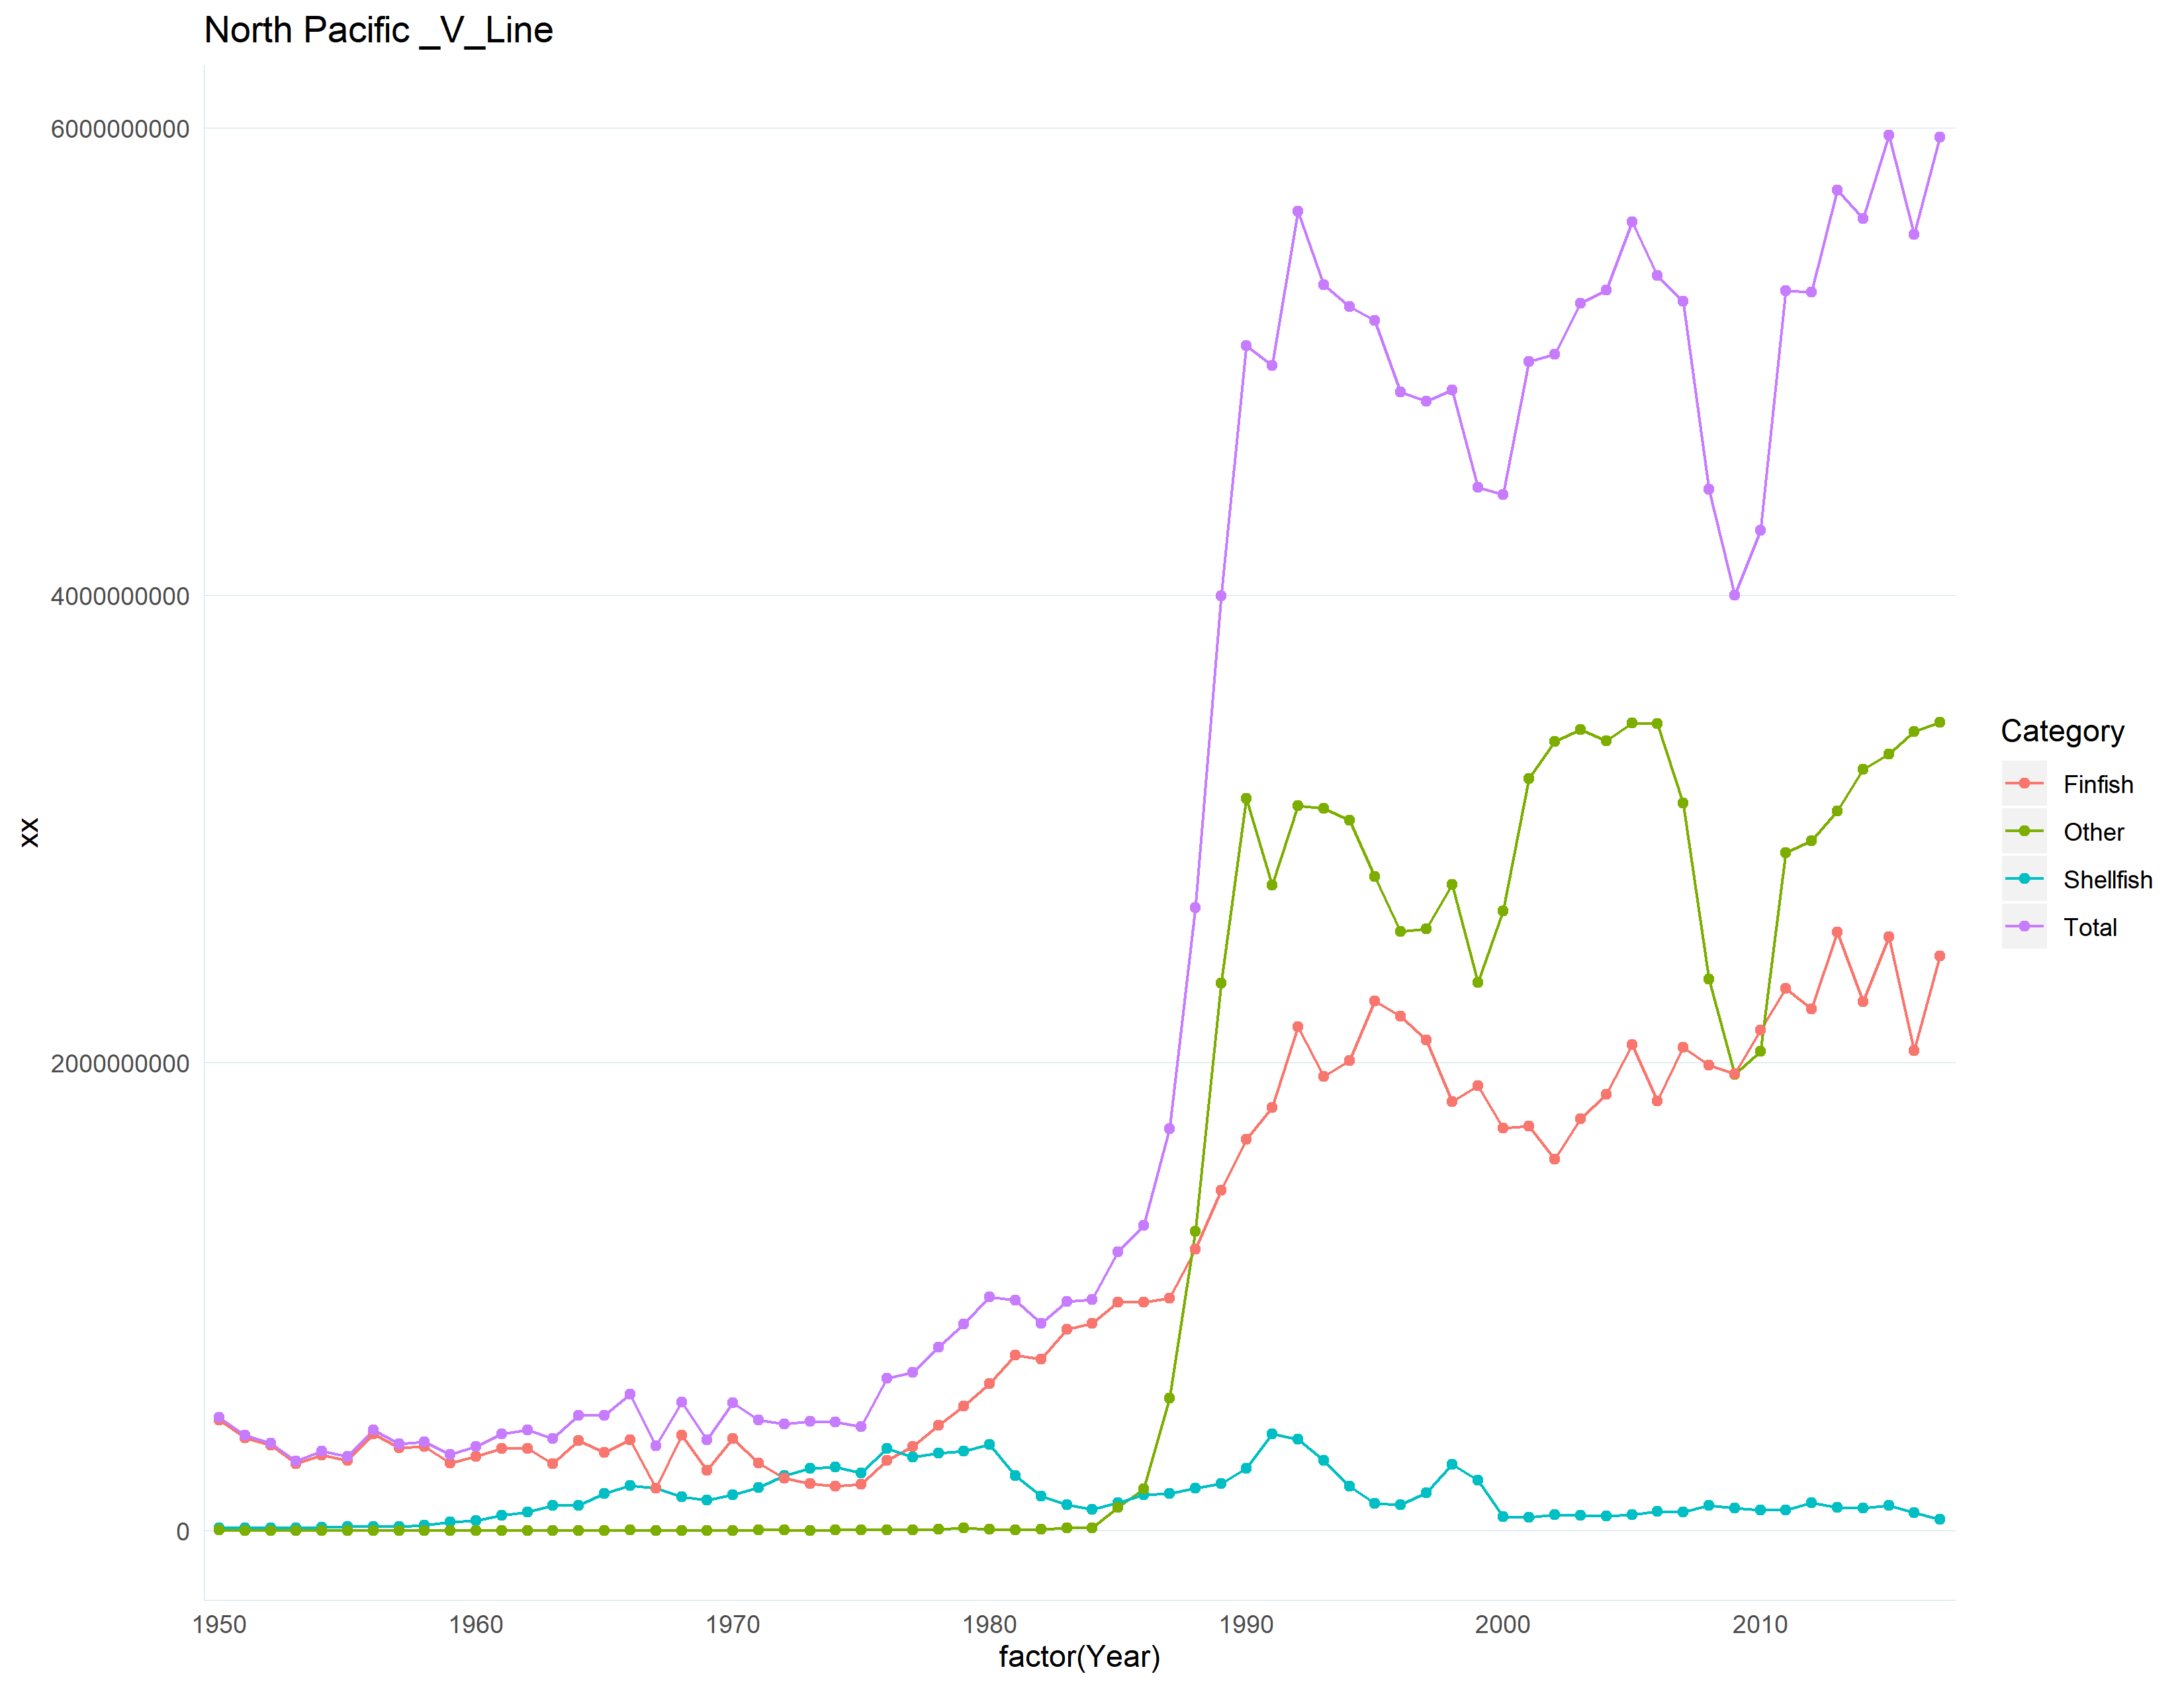 North Pacific _V_Line
6000000000
4000000000
2000000000
0
xx
1950 1960 1970 1980 1990 2000 2010
factor(Year)
Category
Finfish
Other
Shellfish
Total